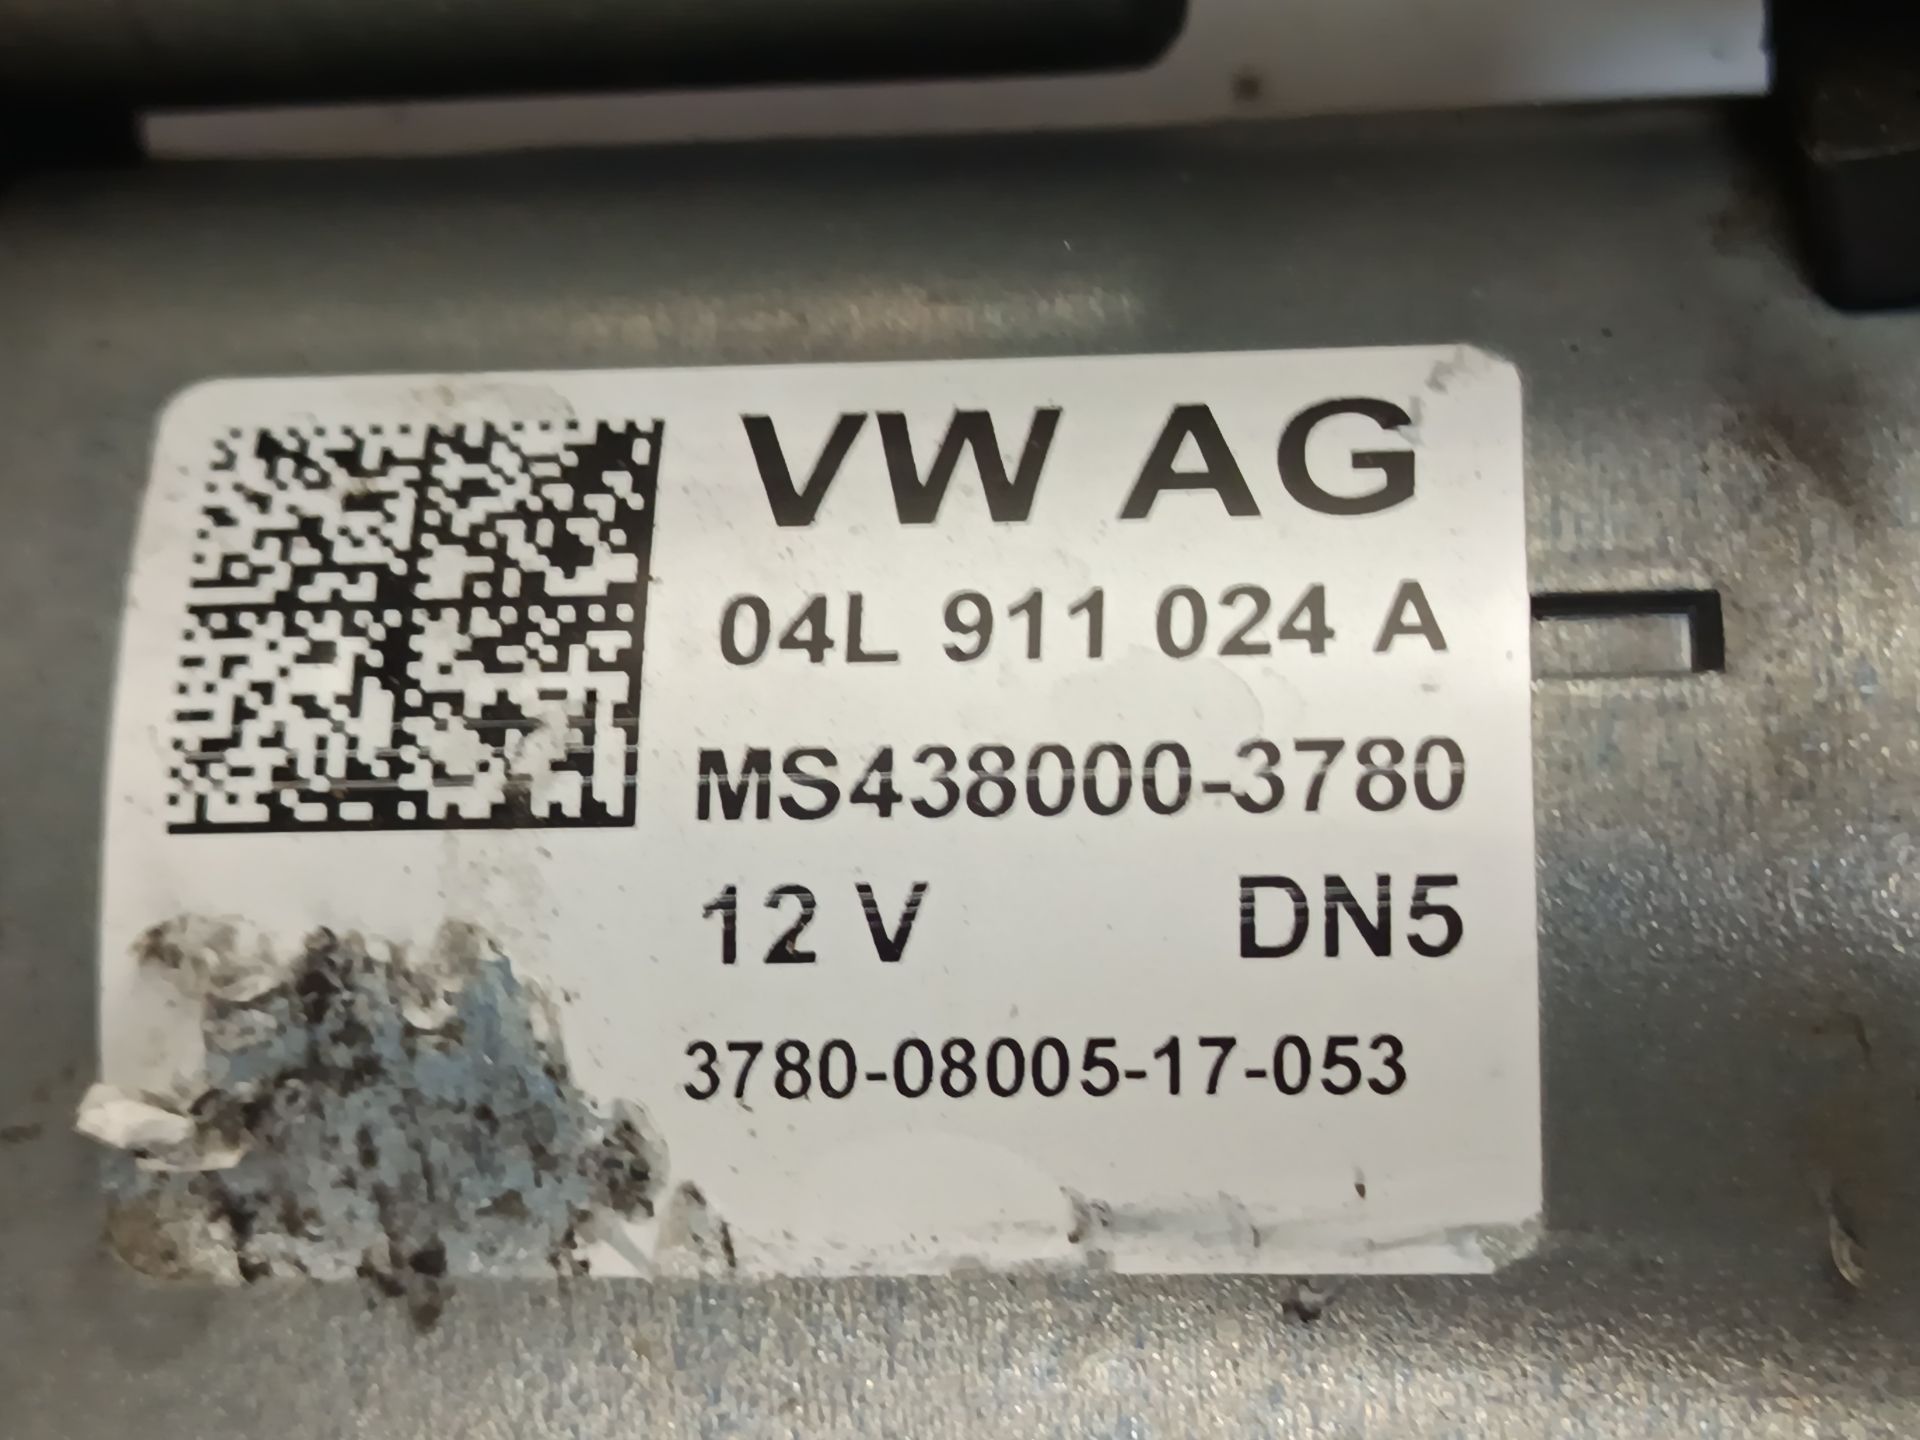 VW AG
04L 911 024 A
MS438000-3780
12 V DN5
3780-08005-17-053